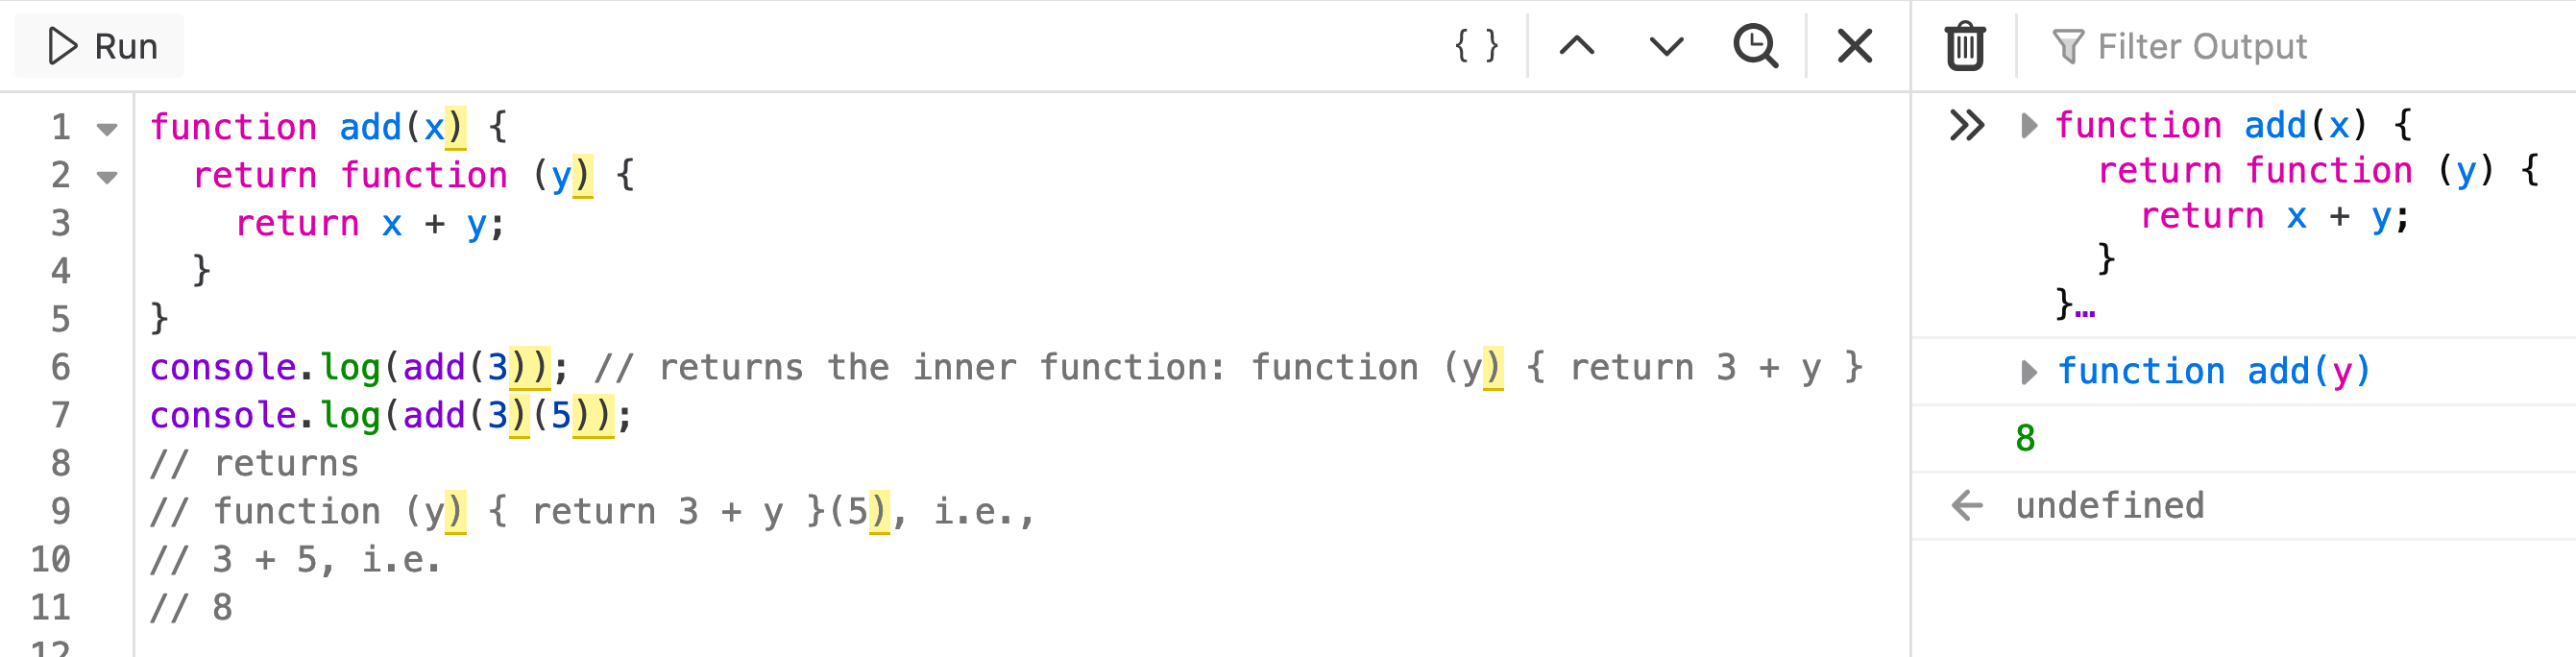 Run
{ }
Filter Output
1 function add(x) {
2   return function (y) {
3     return x + y;
4   }
5 }
6 console.log(add(3)); // returns the inner function: function (y) { return 3 + y }
7 console.log(add(3)(5));
8 // returns
9 // function (y) { return 3 + y }(5), i.e.,
10 // 3 + 5, i.e.
11 // 8
12
function add(x) {
  return function (y) {
    return x + y;
  }
}…
function add(y)
8
undefined